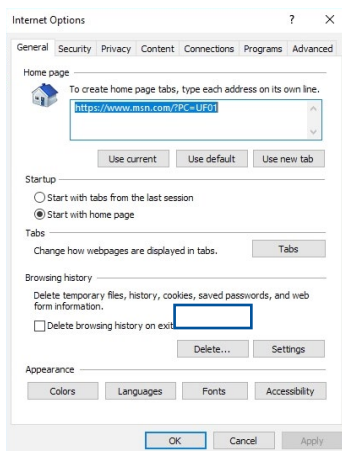 Internet Options
?
General Security Privacy Content Connections Programs Advanced
Home page
To create home page tabs, type each address on its own line.
https://www.msn.com/?PC=UF01
Use current Use default Use new tab
Startup
Start with tabs from the last session
Start with home page
Tabs
Change how webpages are displayed in tabs. Tabs
Browsing history
Delete temporary files, history, cookies, saved passwords, and web
form information.
Delete browsing history on exit
Delete... Settings
Appearance
Colors Languages Fonts Accessibility
OK Cancel Apply